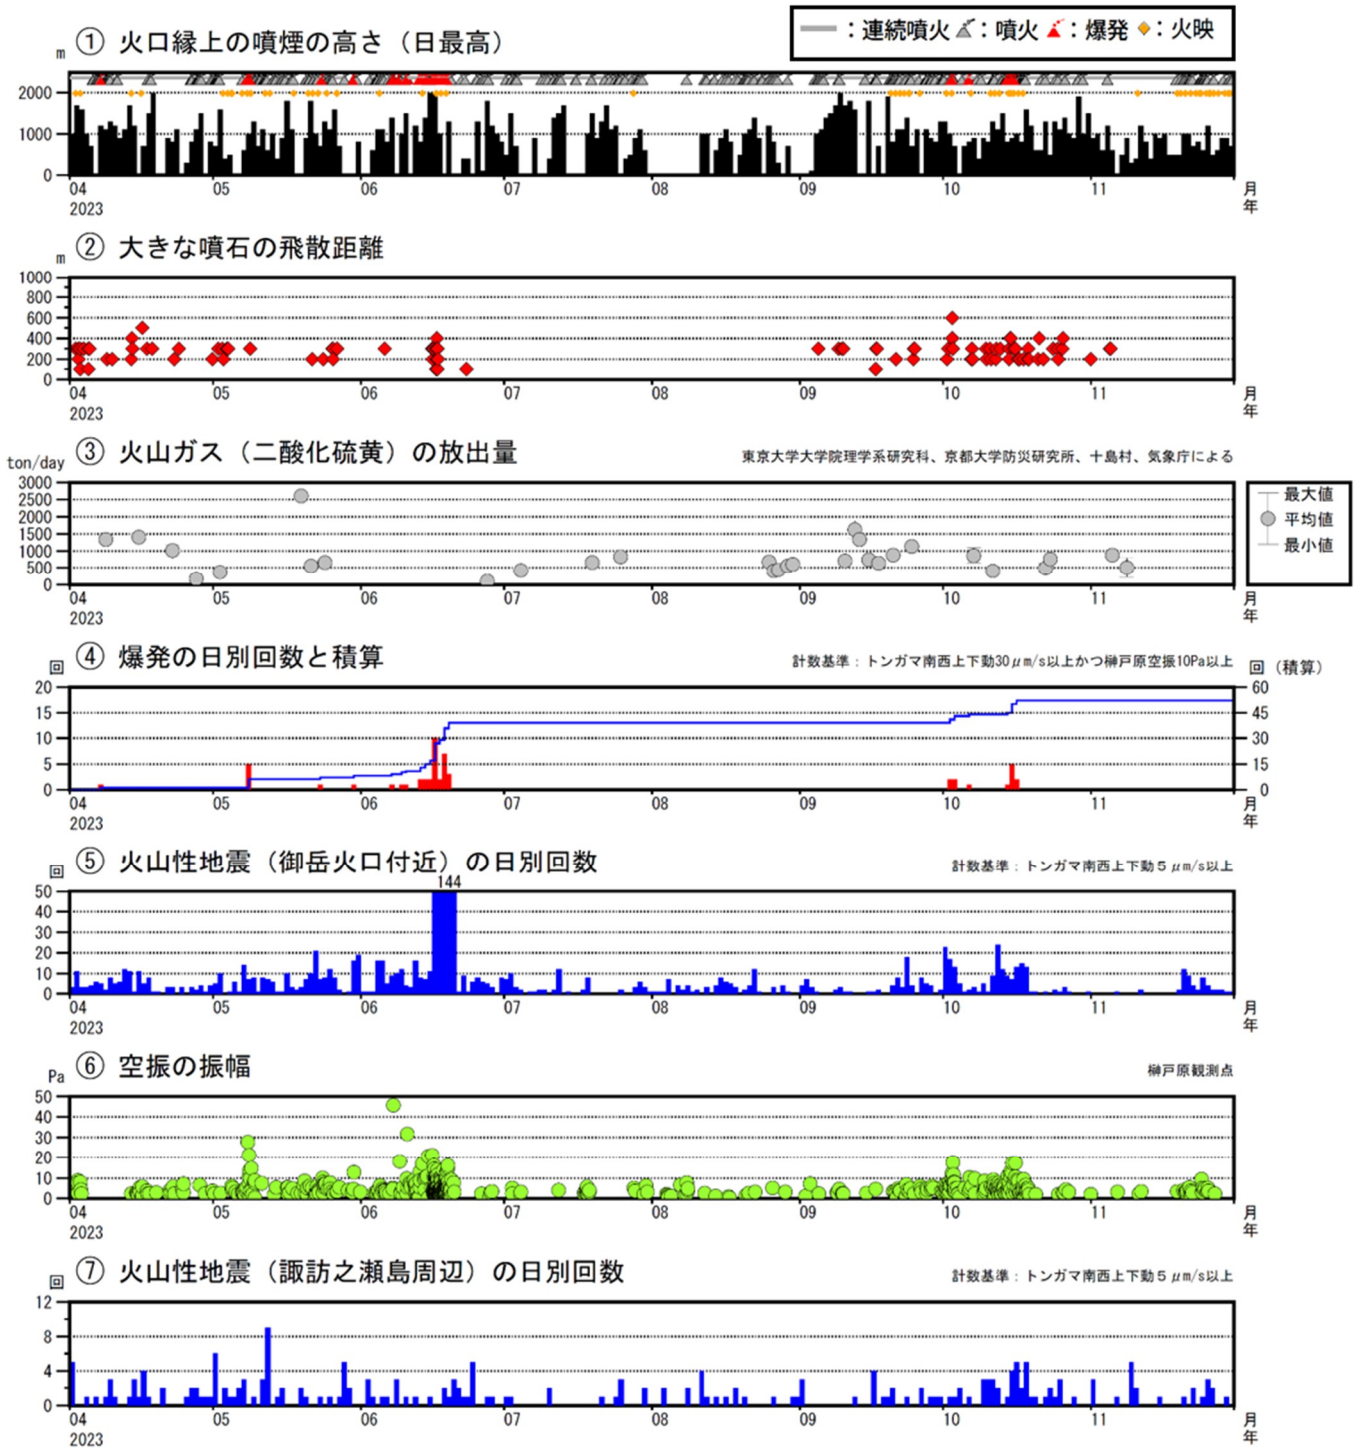 ━：連続噴火 ：噴火 ：爆発 ◆：火映
① 火口縁上の噴煙の高さ（日最高）
m
2000
1000
0
04 05 06 07 08 09 10 11 月
2023 年
② 大きな噴石の飛散距離
m
1000
800
600
400
200
0
04 05 06 07 08 09 10 11 月
2023 年
③ 火山ガス（二酸化硫黄）の放出量
ton/day
東京大学大学院理学系研究科、京都大学防災研究所、十島村、気象庁による
3000
2500
2000
1500
1000
500
0
最大値
平均値
最小値
04 05 06 07 08 09 10 11 月
2023 年
④ 爆発の日別回数と積算
回
計数基準：トンガマ南西上下動30μm/s以上かつ榊戸原空振10Pa以上
回（積算）
20 60
15 45
10 30
5 15
0 0
04 05 06 07 08 09 10 11 月
2023 年
⑤ 火山性地震（御岳火口付近）の日別回数
回
計数基準：トンガマ南西上下動５μm/s以上
144
50
40
30
20
10
0
04 05 06 07 08 09 10 11 月
2023 年
⑥ 空振の振幅
Pa
榊戸原観測点
50
40
30
20
10
0
04 05 06 07 08 09 10 11 月
2023 年
⑦ 火山性地震（諏訪之瀬島周辺）の日別回数
回
計数基準：トンガマ南西上下動５μm/s以上
12
8
4
0
04 05 06 07 08 09 10 11 月
2023 年